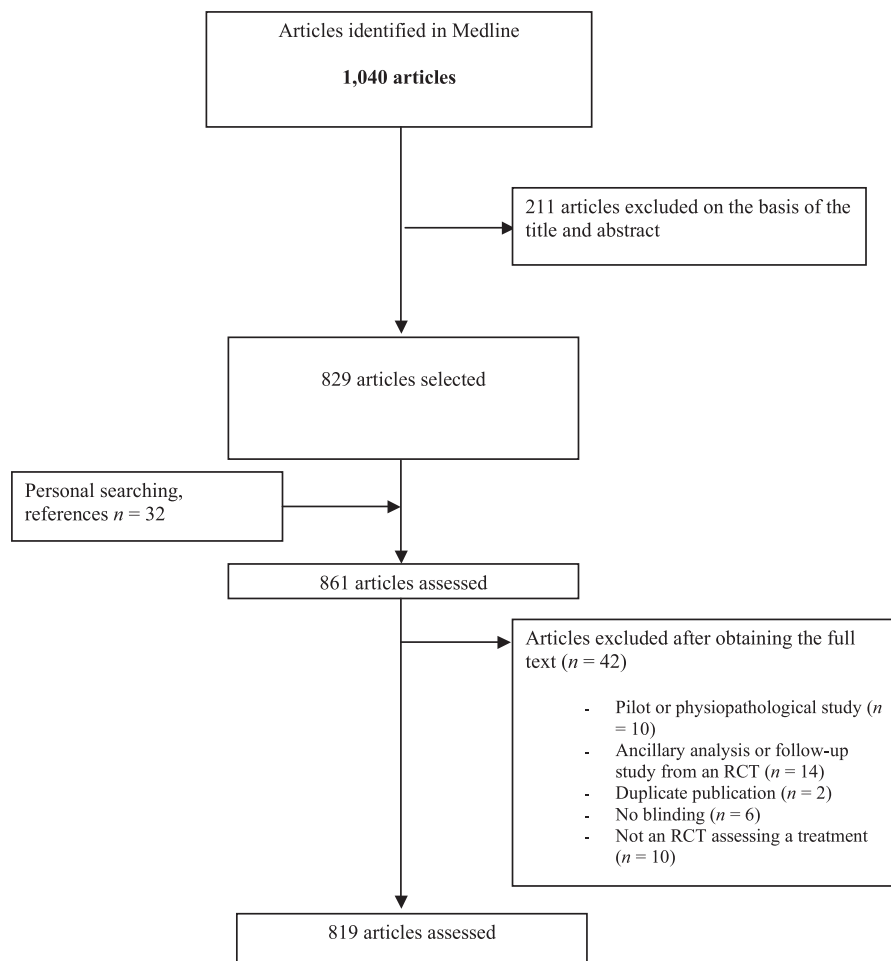 Articles identified in Medline
1,040 articles
211 articles excluded on the basis of the
title and abstract
829 articles selected
Personal searching,
references n = 32
861 articles assessed
Articles excluded after obtaining the full
text (n = 42)
- Pilot or physiopathological study (n
= 10)
- Ancillary analysis or follow-up
study from an RCT (n = 14)
- Duplicate publication (n = 2)
- No blinding (n = 6)
- Not an RCT assessing a treatment
(n = 10)
819 articles assessed